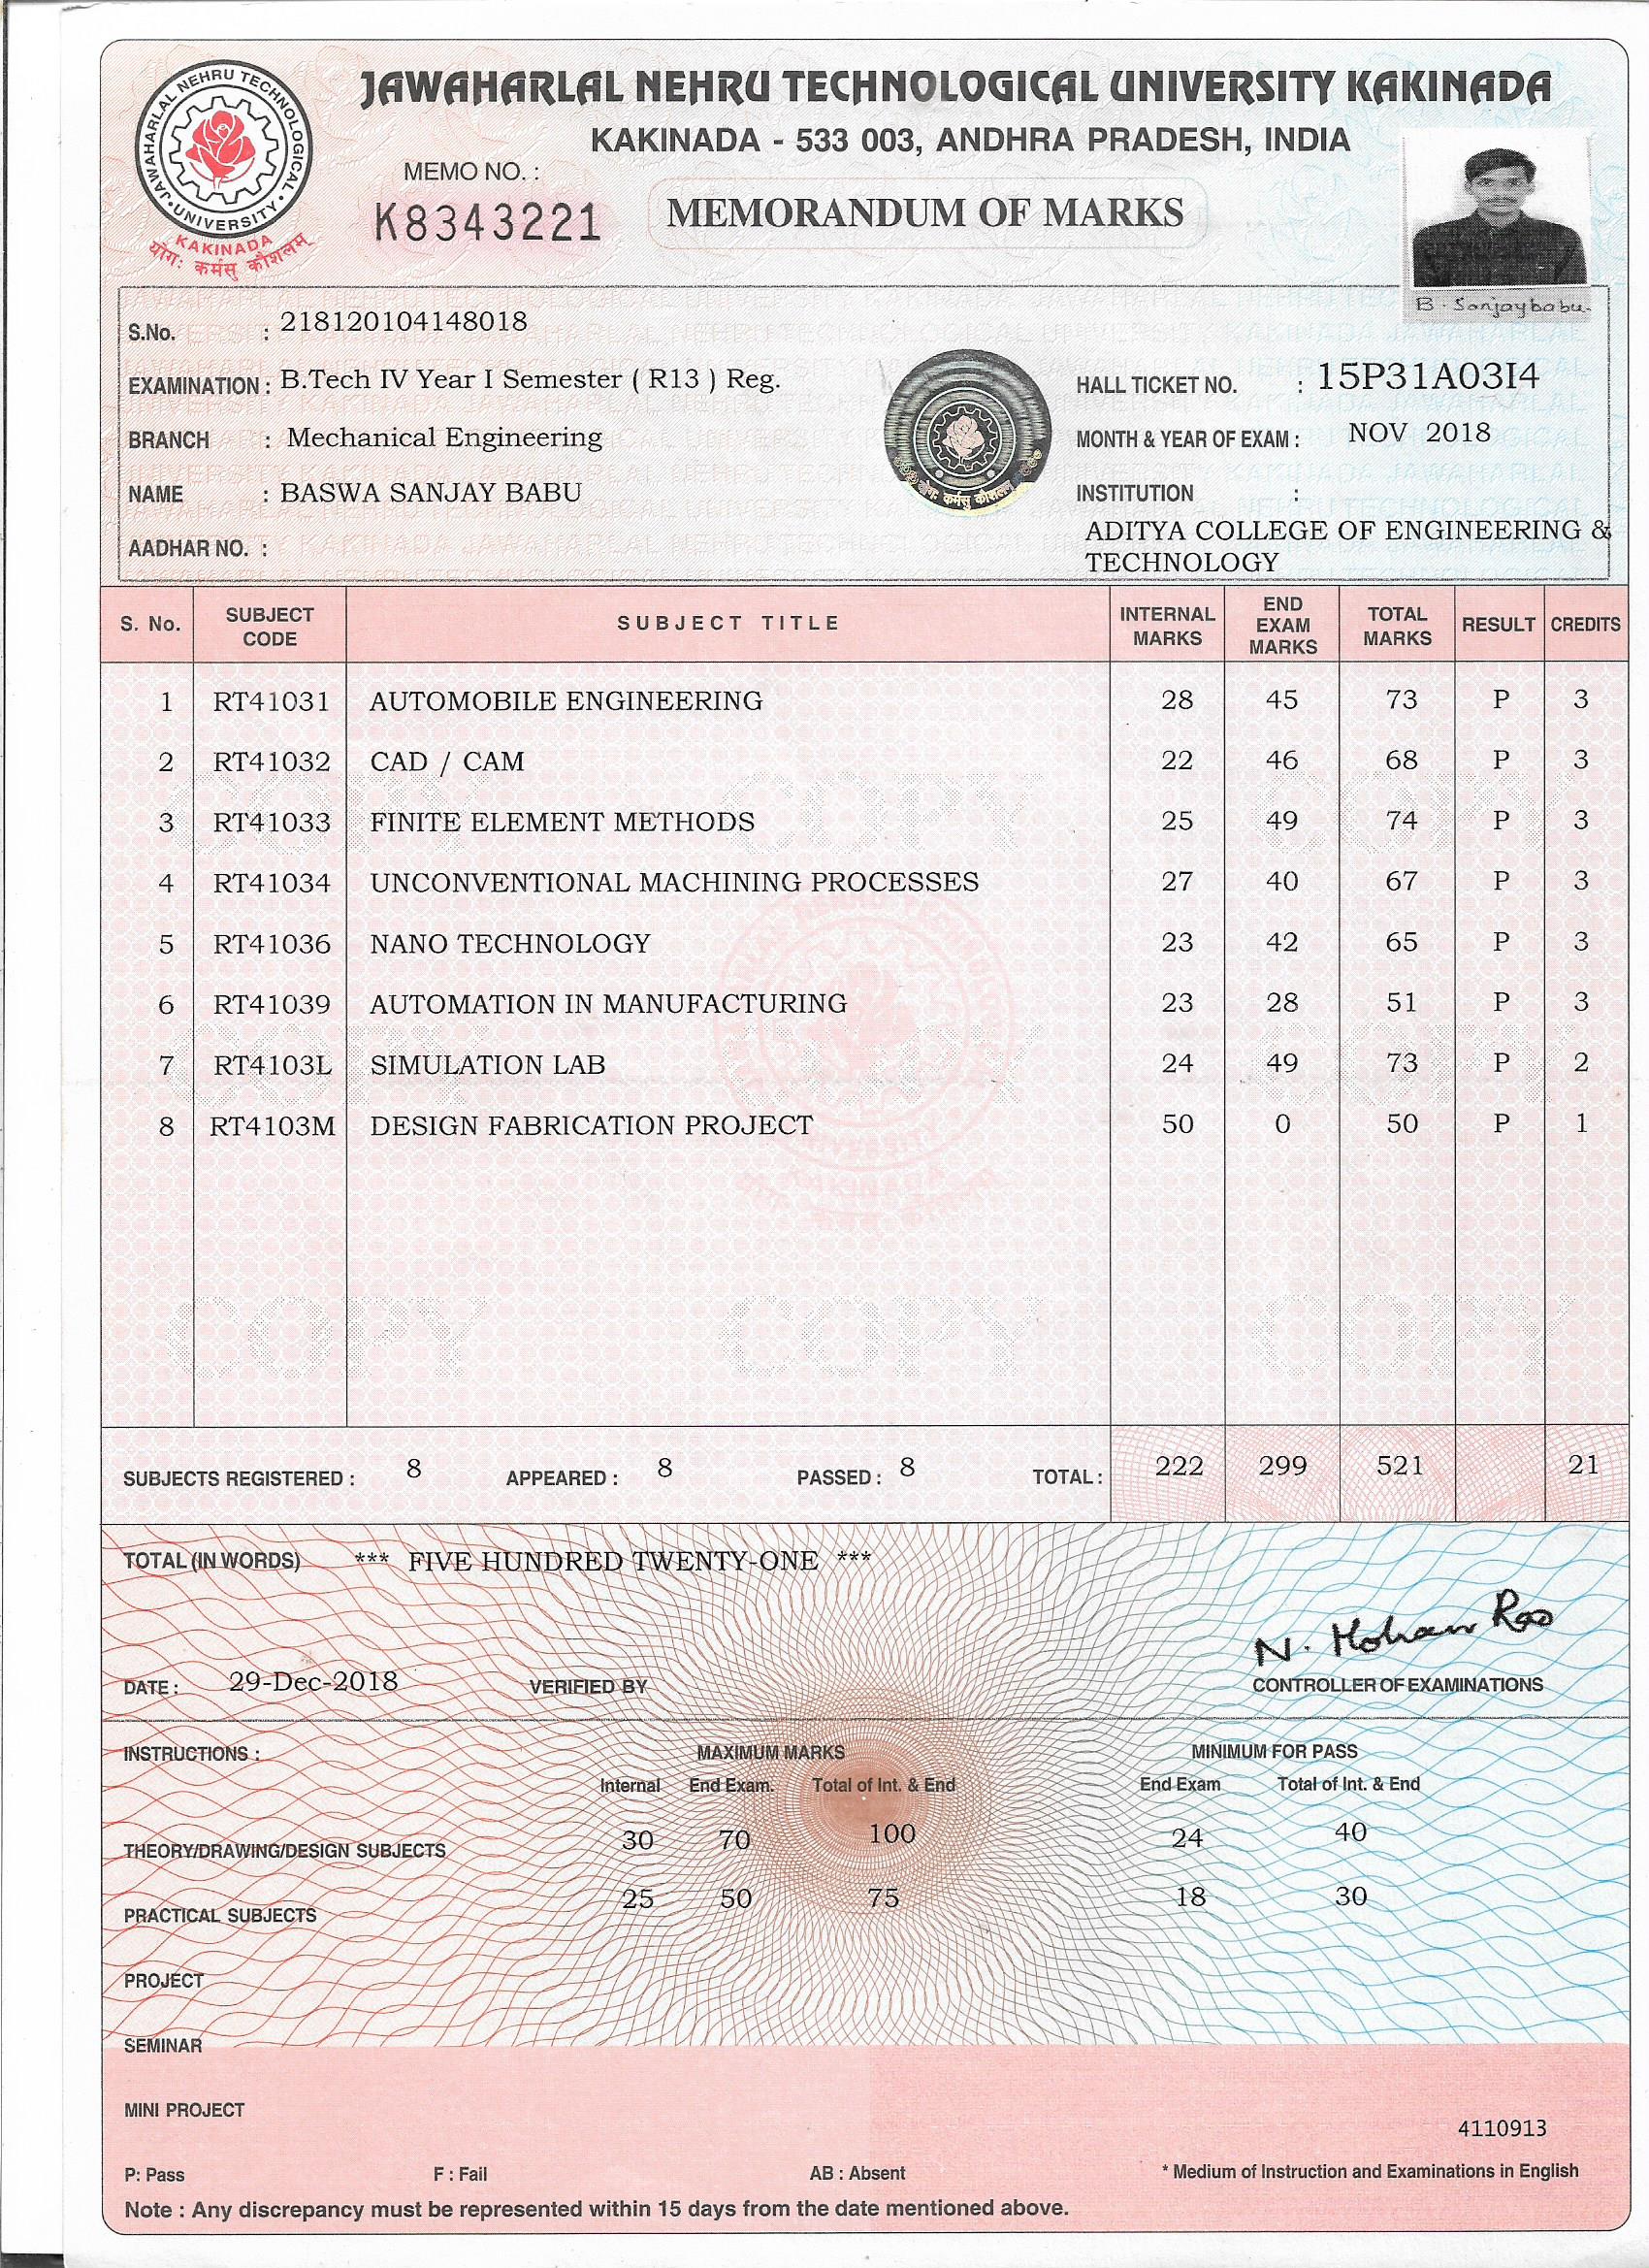 JAWAHARLAL NEHRU TECHNOLOGICAL UNIVERSITY KAKINADA
KAKINADA - 533 003, ANDHRA PRADESH, INDIA
JAWAHARLAL NEHRU TECHNOLOGICAL UNIVERSITY
KAKINADA
योगः कर्मसु कौशलम्
MEMO NO. :
K8343221
MEMORANDUM OF MARKS
B. Sanjaybabu.
S.No. : 218120104148018
EXAMINATION : B.Tech IV Year I Semester ( R13 ) Reg. HALL TICKET NO. : 15P31A03I4
BRANCH : Mechanical Engineering MONTH & YEAR OF EXAM : NOV 2018
NAME : BASWA SANJAY BABU INSTITUTION :
ADITYA COLLEGE OF ENGINEERING &
AADHAR NO. : TECHNOLOGY
S. No. SUBJECT CODE SUBJECT TITLE INTERNAL MARKS END EXAM MARKS TOTAL MARKS RESULT CREDITS
1 RT41031 AUTOMOBILE ENGINEERING 28 45 73 P 3
2 RT41032 CAD / CAM 22 46 68 P 3
3 RT41033 FINITE ELEMENT METHODS 25 49 74 P 3
4 RT41034 UNCONVENTIONAL MACHINING PROCESSES 27 40 67 P 3
5 RT41036 NANO TECHNOLOGY 23 42 65 P 3
6 RT41039 AUTOMATION IN MANUFACTURING 23 28 51 P 3
7 RT4103L SIMULATION LAB 24 49 73 P 2
8 RT4103M DESIGN FABRICATION PROJECT 50 0 50 P 1
COPY COPY COPY
SUBJECTS REGISTERED : 8 APPEARED : 8 PASSED : 8 TOTAL : 222 299 521 21
TOTAL (IN WORDS) *** FIVE HUNDRED TWENTY-ONE ***
N. Mohan Rao
DATE : 29-Dec-2018 VERIFIED BY CONTROLLER OF EXAMINATIONS
INSTRUCTIONS : MAXIMUM MARKS MINIMUM FOR PASS
Internal End Exam. Total of Int. & End End Exam Total of Int. & End
THEORY/DRAWING/DESIGN SUBJECTS 30 70 100 24 40
PRACTICAL SUBJECTS 25 50 75 18 30
PROJECT
SEMINAR
MINI PROJECT
4110913
P: Pass F : Fail AB : Absent * Medium of Instruction and Examinations in English
Note : Any discrepancy must be represented within 15 days from the date mentioned above.